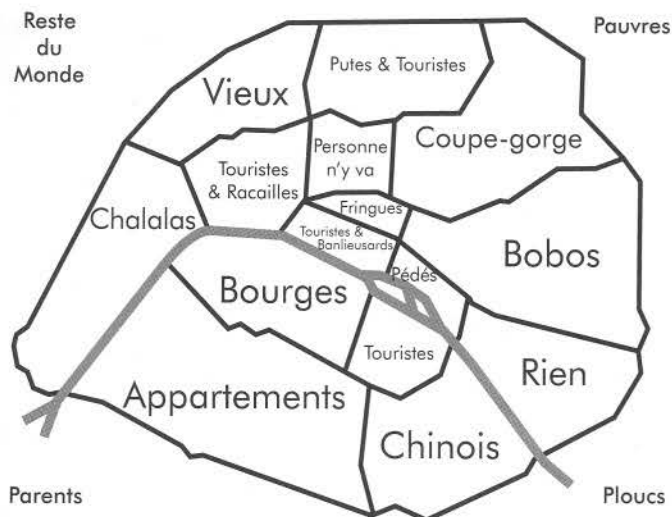 Reste
du
Monde
Pauvres
Putes & Touristes
Vieux
Coupe-gorge
Personne
n'y va
Touristes
& Racailles
Fringues
Chalalas
Touristes &
Banlieusards
Bobos
Pédés
Bourges
Touristes
Rien
Appartements
Chinois
Parents
Ploucs